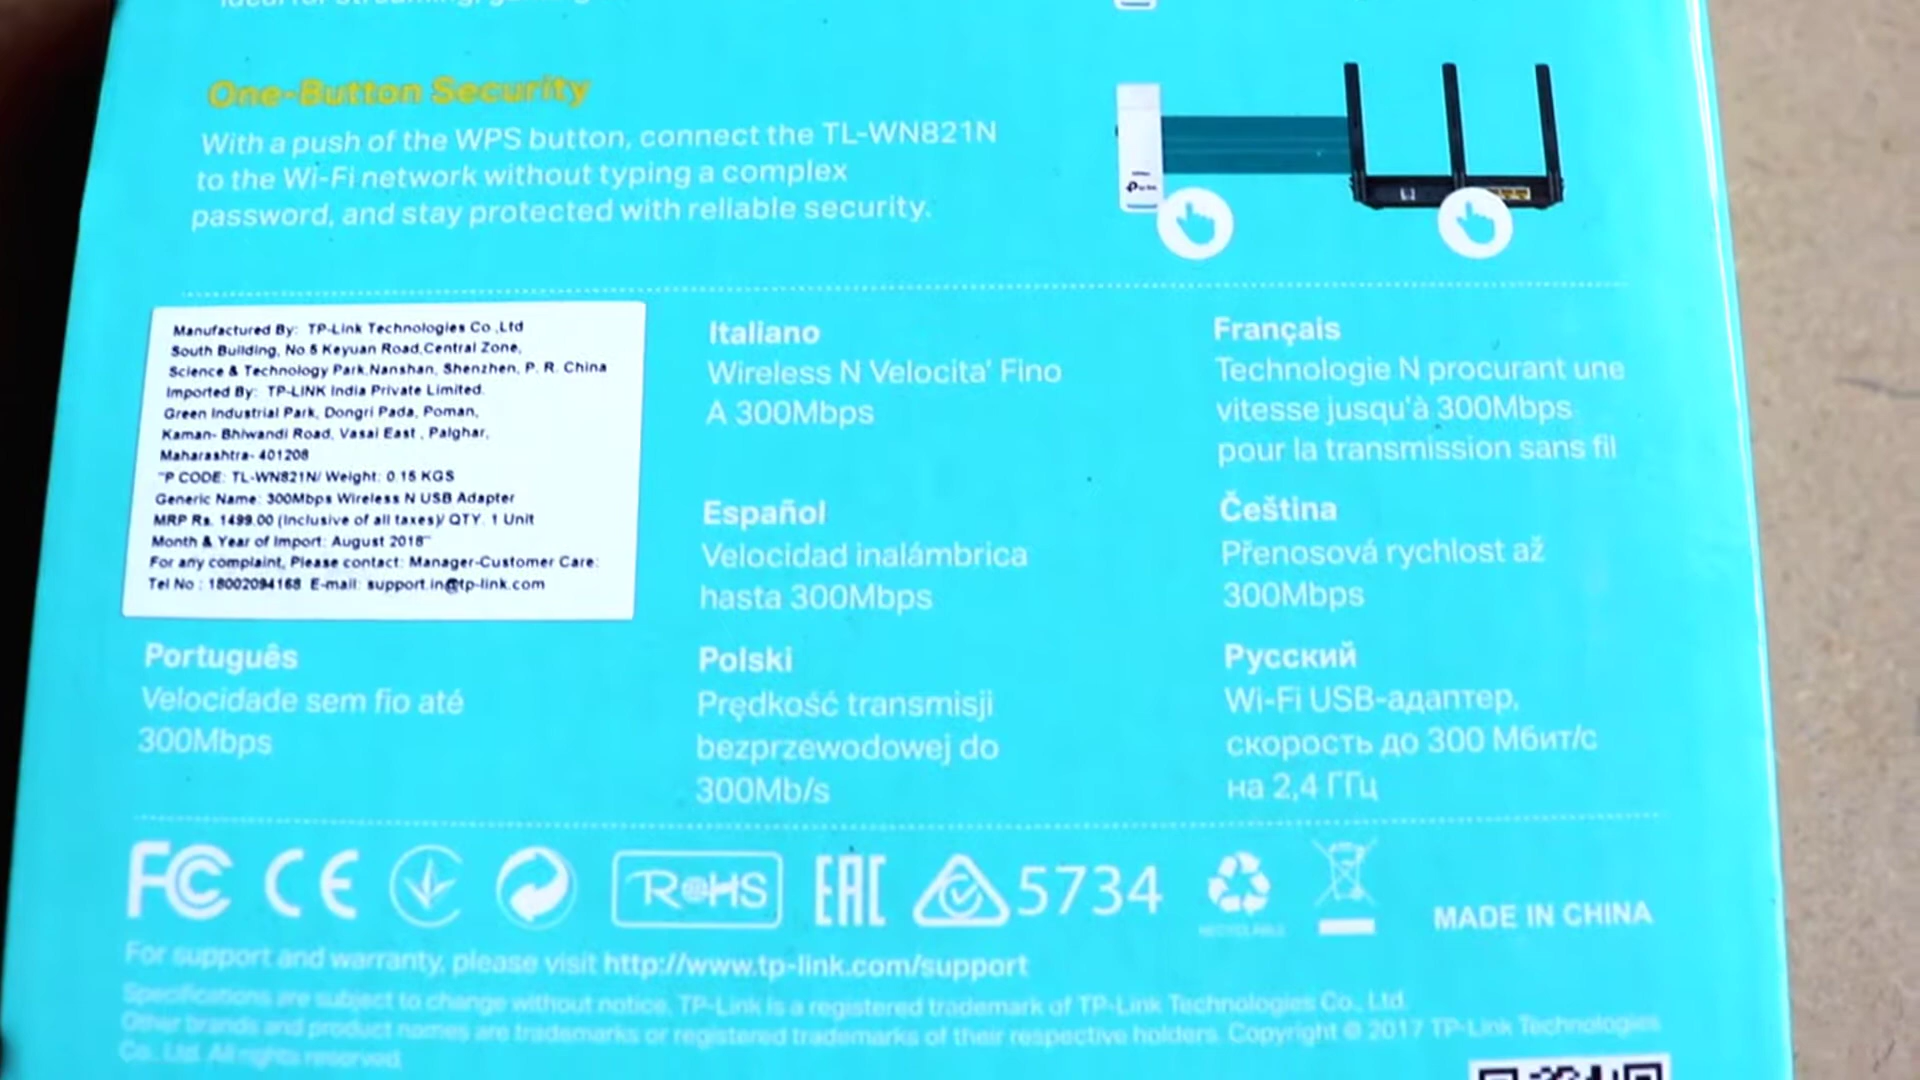 One-Button Security
With a push of the WPS button, connect the TL-WN821N
to the Wi-Fi network without typing a complex
password, and stay protected with reliable security.
Manufactured By: TP-Link Technologies Co.,Ltd
South Building, No 5 Keyuan Road,Central Zone,
Science & Technology Park,Nanshan, Shenzhen, P. R. China
Imported By: TP-LINK India Private Limited.
Green Industrial Park, Dongri Pada, Poman,
Kaman- Bhiwandi Road, Vasai East , Palghar,
Maharashtra- 401208
"P CODE: TL-WN821N/ Weight: 0.15 KGS
Generic Name: 300Mbps Wireless N USB Adapter
MRP Rs. 1499.00 (Inclusive of all taxes)/ QTY. 1 Unit
Month & Year of Import: August 2018"
For any complaint, Please contact: Manager-Customer Care:
Tel No : 18002094168 E-mail: support.in@tp-link.com
Italiano
Wireless N Velocita' Fino
A 300Mbps
Français
Technologie N procurant une
vitesse jusqu'à 300Mbps
pour la transmission sans fil
Español
Velocidad inalámbrica
hasta 300Mbps
Čeština
Přenosová rychlost až
300Mbps
Português
Velocidade sem fio até
300Mbps
Polski
Prędkość transmisji
bezprzewodowej do
300Mb/s
Русский
Wi-Fi USB-адаптер,
скорость до 300 Мбит/с
на 2,4 ГГц
FC CE RoHS EAC 5734 RECYCLABLE MADE IN CHINA
For support and warranty, please visit http://www.tp-link.com/support
Specifications are subject to change without notice. TP-Link is a registered trademark of TP-Link Technologies Co., Ltd.
Other brands and product names are trademarks or registered trademarks of their respective holders. Copyright © 2017 TP-Link Technologies
Co., Ltd. All rights reserved.